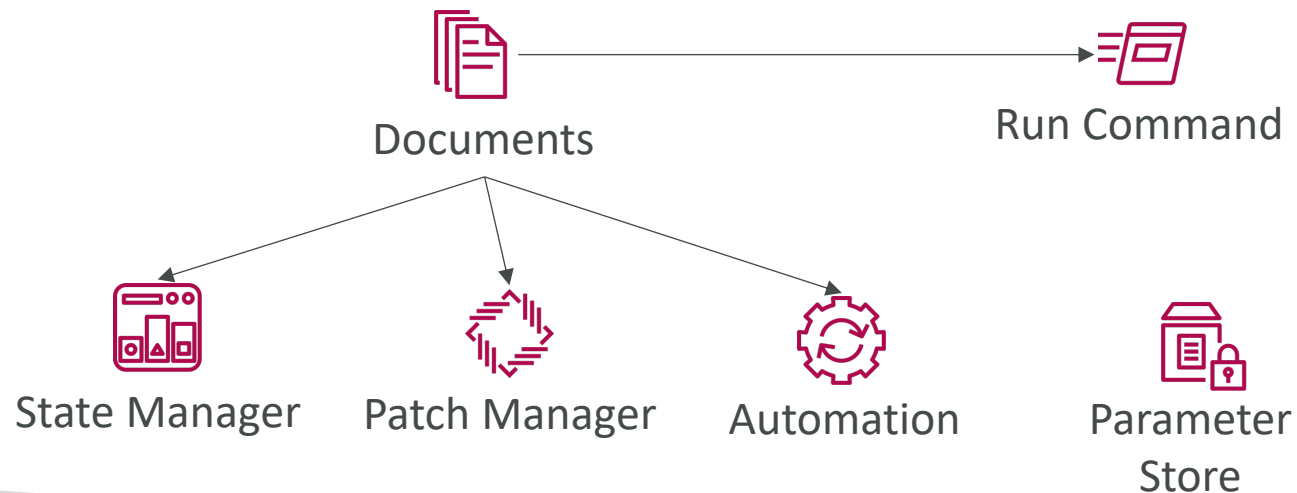 Documents
Run Command
State Manager
Patch Manager
Automation
Parameter
Store